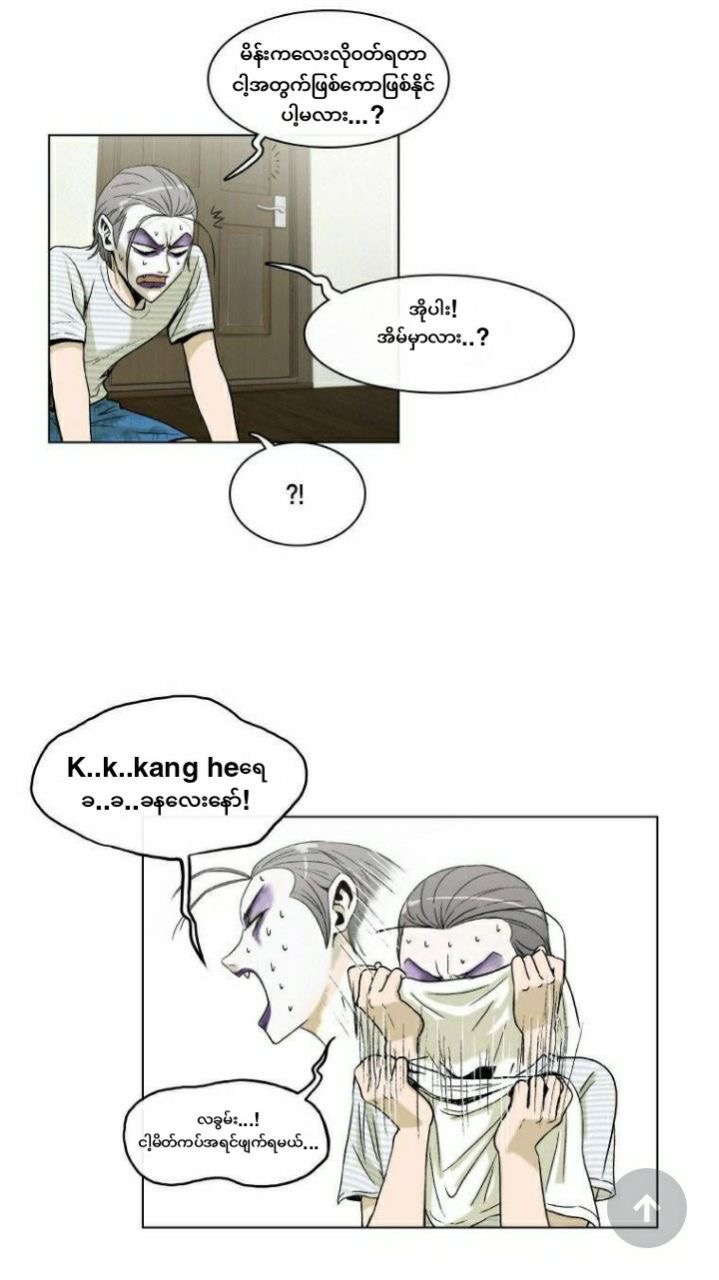 မိန်းကလေးလိုဝတ်ရတာ
ငါ့အတွက်ဖြစ်ကောဖြစ်နိုင်
ပါ့မလား...?
အိုပါး!
အိမ်မှာလား..?
?!
K..k..kang heရေ
ခ..ခ..ခနလေးနော်!
လခွမ်း...!
ငါ့မိတ်ကပ်အရင်ဖျက်ရမယ်...